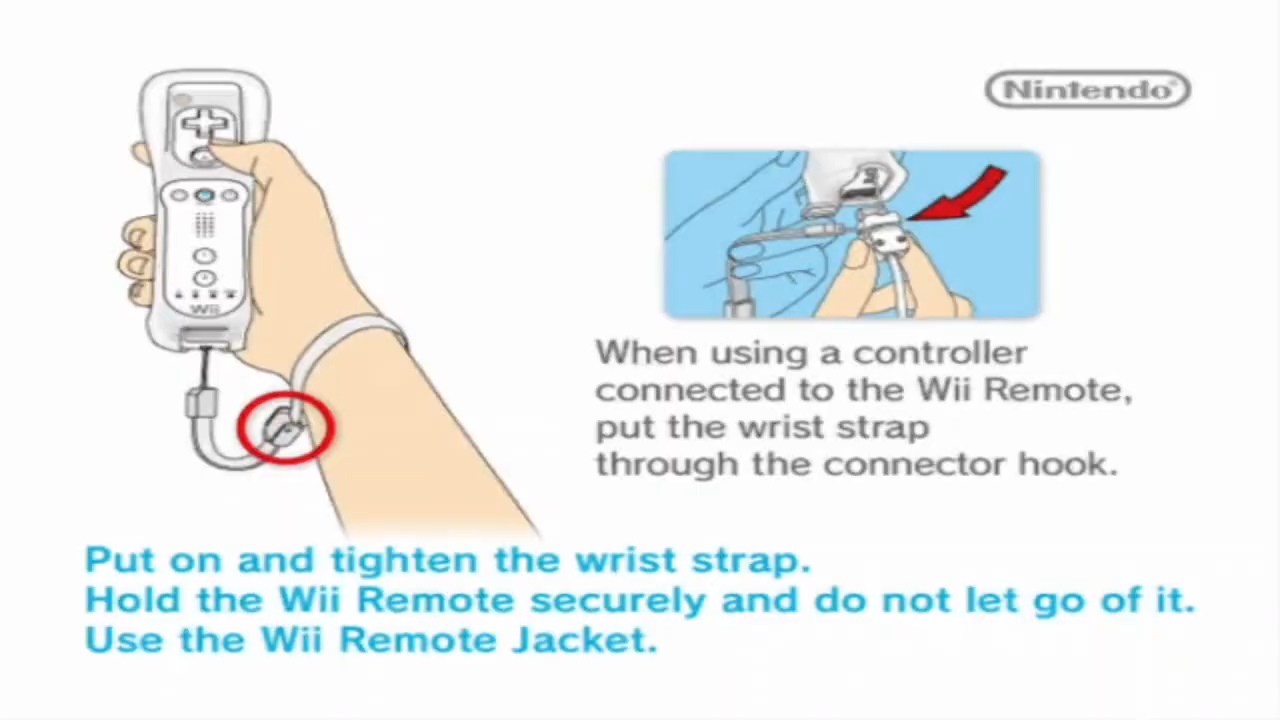 Nintendo®
Wii
When using a controller
connected to the Wii Remote,
put the wrist strap
through the connector hook.
Put on and tighten the wrist strap.
Hold the Wii Remote securely and do not let go of it.
Use the Wii Remote Jacket.